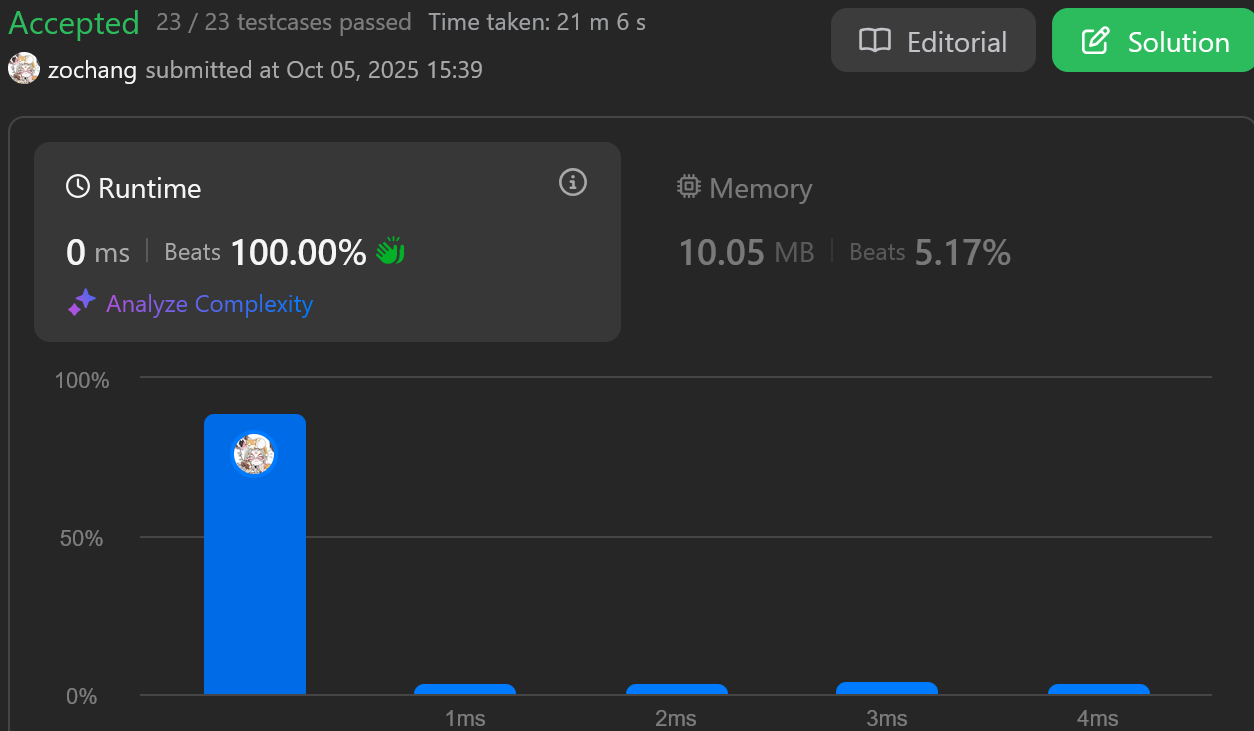 Accepted 23 / 23 testcases passed Time taken: 21 m 6 s
Editorial
Solution
zochang submitted at Oct 05, 2025 15:39
Runtime
Memory
0 ms Beats 100.00%
10.05 MB Beats 5.17%
Analyze Complexity
100%
50%
0%
1ms 2ms 3ms 4ms